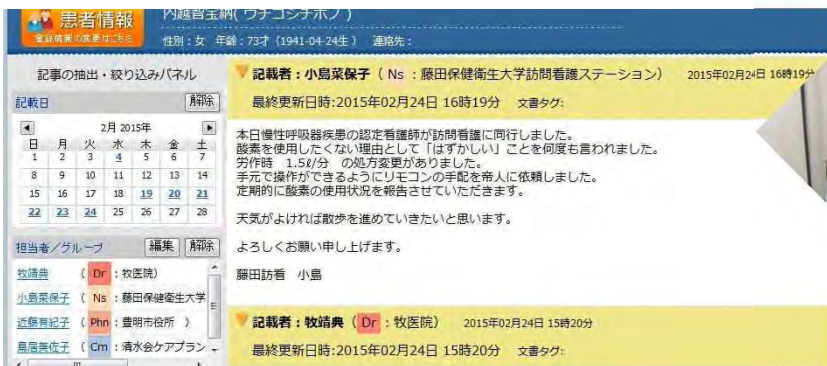 患者情報
登録情報の変更はこちら
内越智宝納( ウチコシチホノ )
性別：女 年齢：73才（1941-04-24生） 連絡先：
記事の抽出・絞り込みパネル
記載日 解除
2月 2015年
日 月 火 水 木 金 土
1 2 3 4 5 6 7
8 9 10 11 12 13 14
15 16 17 18 19 20 21
22 23 24 25 26 27 28
担当者/グループ 編集 解除
牧靖典 ( Dr ：牧医院)
小島菜保子 ( Ns ：藤田保健衛生大学
近藤有紀子 ( Phn ：豊明市役所 )
鳥居美佐子 ( Cm ：清水会ケアプラン
記載者：小島菜保子（ Ns ：藤田保健衛生大学訪問看護ステーション） 2015年02月24日 16時19分
最終更新日時:2015年02月24日 16時19分 文書タグ:
本日慢性呼吸器疾患の認定看護師が訪問看護に同行しました。
酸素を使用したくない理由として「はずかしい」ことを何度も言われました。
労作時 1.5ℓ/分 の処方変更がありました。
手元で操作ができるようにリモコンの手配を帝人に依頼しました。
定期的に酸素の使用状況を報告させていただきます。
天気がよければ散歩を進めていきたいと思います。
よろしくお願い申し上げます。
藤田訪看 小島
記載者：牧靖典（ Dr ：牧医院） 2015年02月24日 15時20分
最終更新日時:2015年02月24日 15時20分 文書タグ: